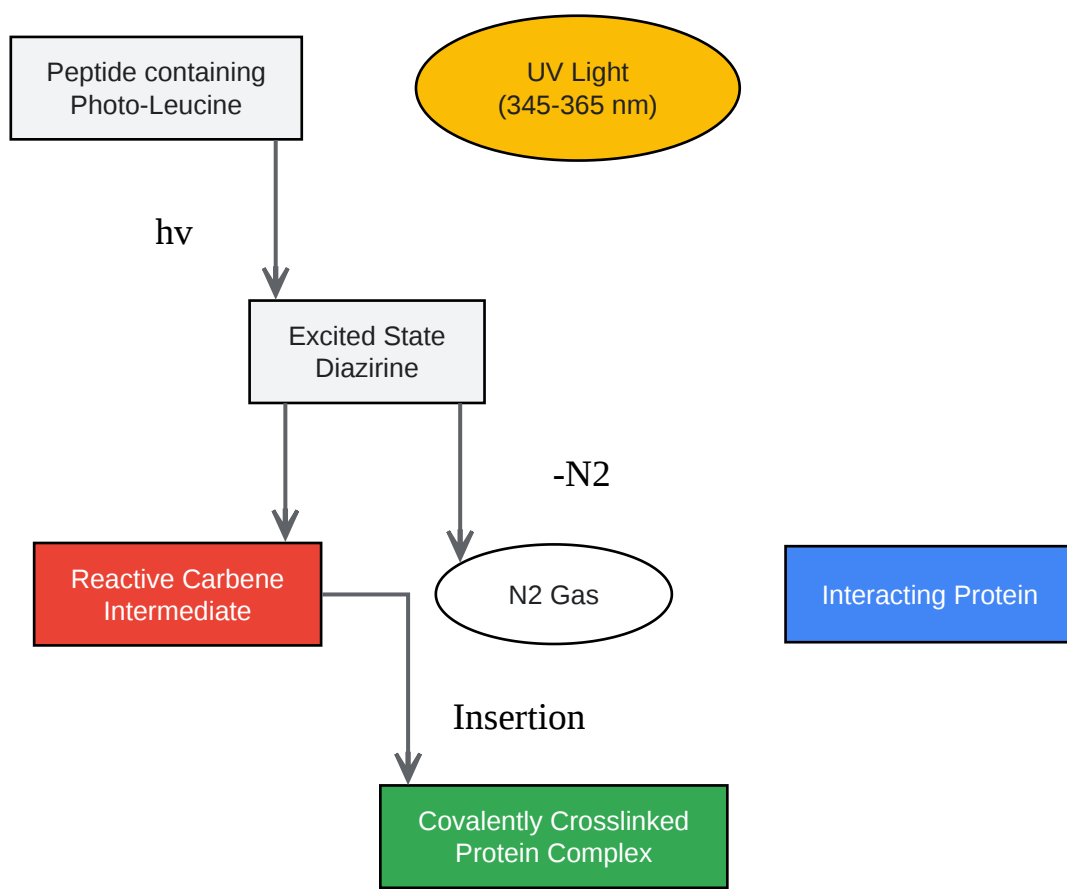 Peptide containing
Photo-Leucine
UV Light
(345-365 nm)
hv
Excited State
Diazirine
-N2
Reactive Carbene
Intermediate
N2 Gas
Interacting Protein
Insertion
Covalently Crosslinked
Protein Complex